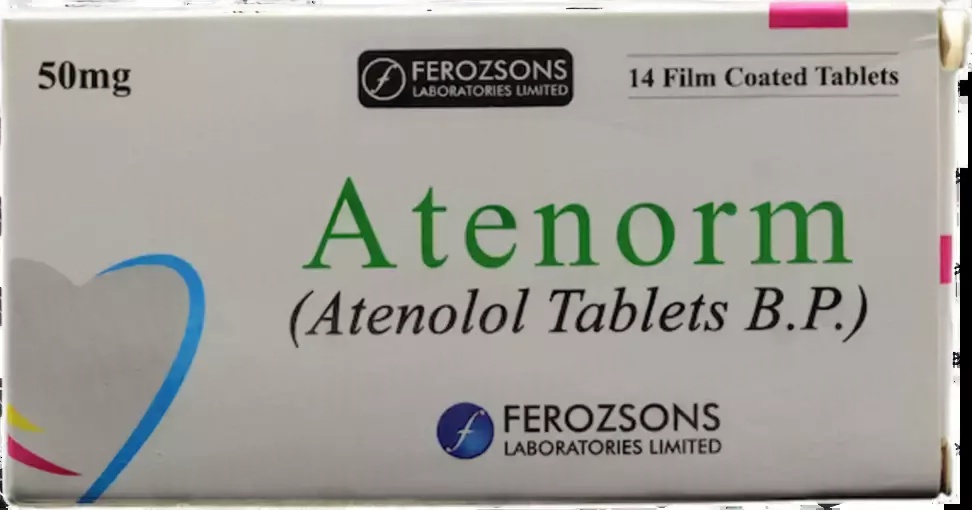 50mg
FEROZSONS
LABORATORIES LIMITED
14 Film Coated Tablets
Atenorm
(Atenolol Tablets B.P.)
FEROZSONS
LABORATORIES LIMITED